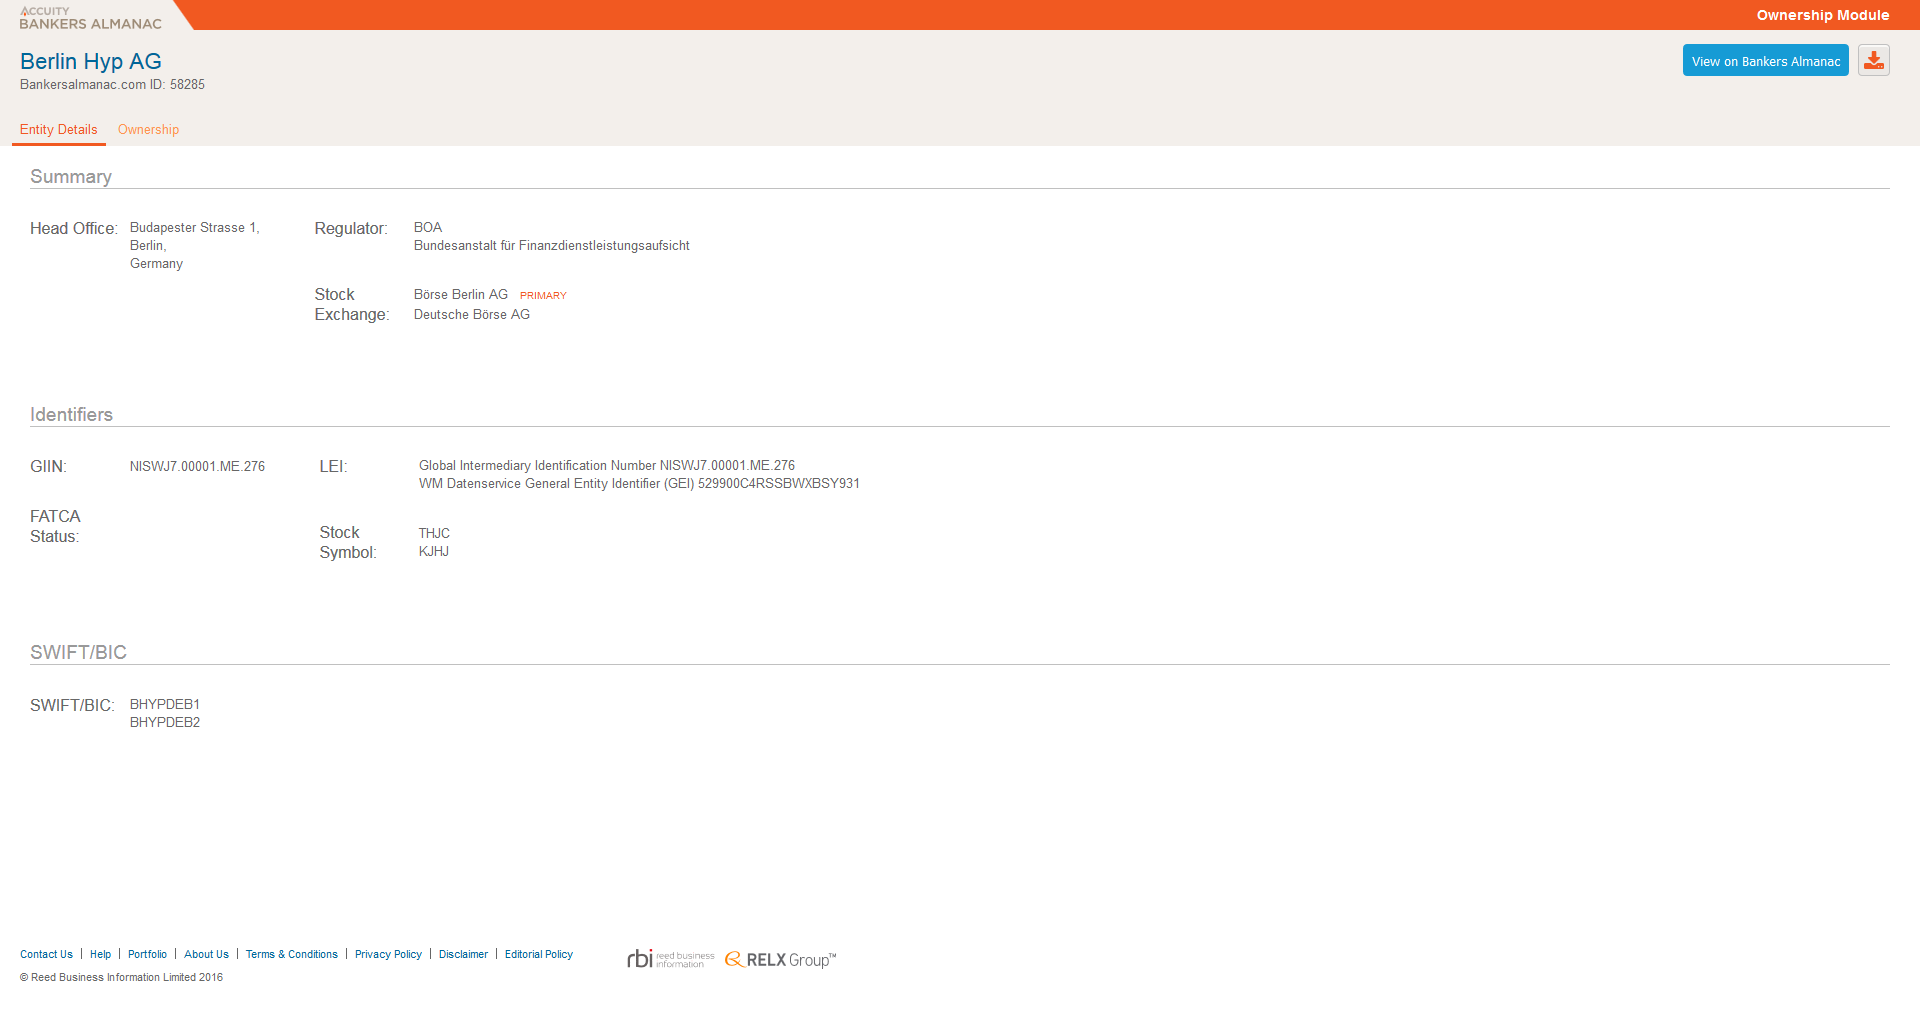 ACCUITY
BANKERS ALMANAC
Ownership Module
Berlin Hyp AG
Bankersalmanac.com ID: 58285
View on Bankers Almanac
Entity Details Ownership
Summary
Head Office: Budapester Strasse 1,
Berlin,
Germany
Regulator: BOA
Bundesanstalt für Finanzdienstleistungsaufsicht
Stock Exchange: Börse Berlin AG PRIMARY
Deutsche Börse AG
Identifiers
GIIN: NISWJ7.00001.ME.276
LEI: Global Intermediary Identification Number NISWJ7.00001.ME.276
WM Datenservice General Entity Identifier (GEI) 529900C4RSSBWXBSY931
FATCA
Status:
Stock Symbol: THJC
KJHJ
SWIFT/BIC
SWIFT/BIC: BHYPDEB1
BHYPDEB2
Contact Us | Help | Portfolio | About Us | Terms & Conditions | Privacy Policy | Disclaimer | Editorial Policy
© Reed Business Information Limited 2016
rbi reed business information
RELX Group™